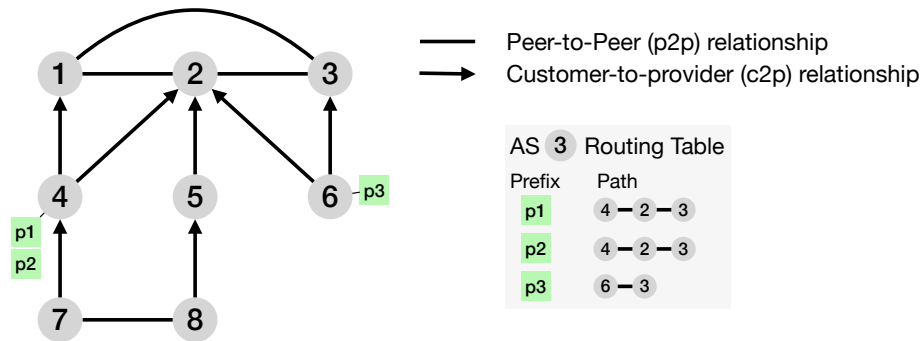 1 2 3
Peer-to-Peer (p2p) relationship
Customer-to-provider (c2p) relationship
4 5 6
p3
p1
p2
7 8
AS 3 Routing Table
Prefix Path
p1 4 2 3
p2 4 2 3
p3 6 3